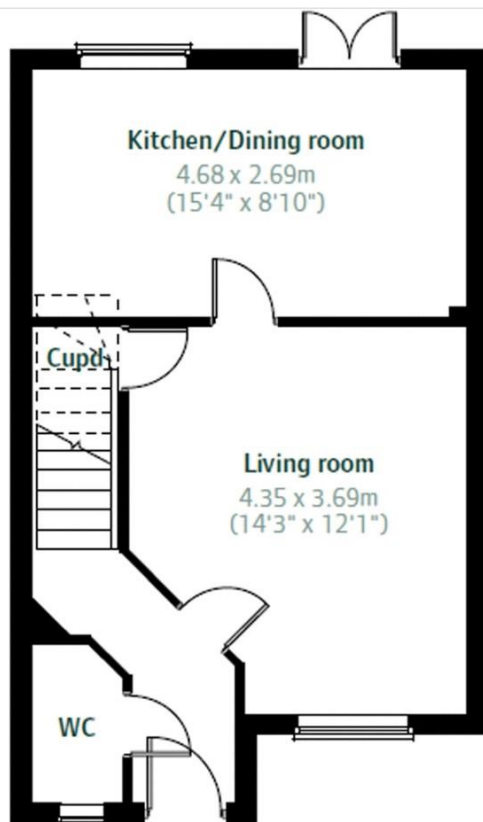 Kitchen/Dining room
4.68 x 2.69m
(15'4" x 8'10")
Cupd
Living room
4.35 x 3.69m
(14'3" x 12'1")
WC